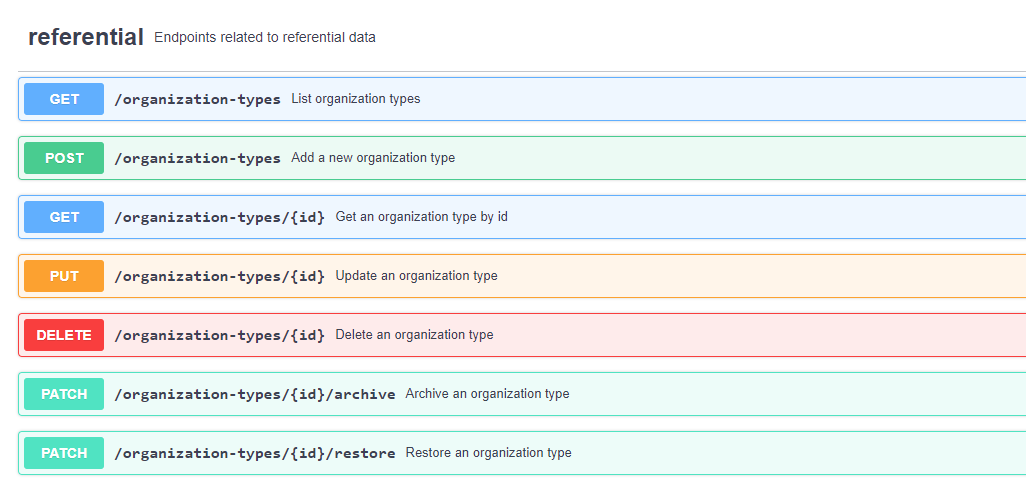 referential Endpoints related to referential data
GET /organization-types List organization types
POST /organization-types Add a new organization type
GET /organization-types/{id} Get an organization type by id
PUT /organization-types/{id} Update an organization type
DELETE /organization-types/{id} Delete an organization type
PATCH /organization-types/{id}/archive Archive an organization type
PATCH /organization-types/{id}/restore Restore an organization type